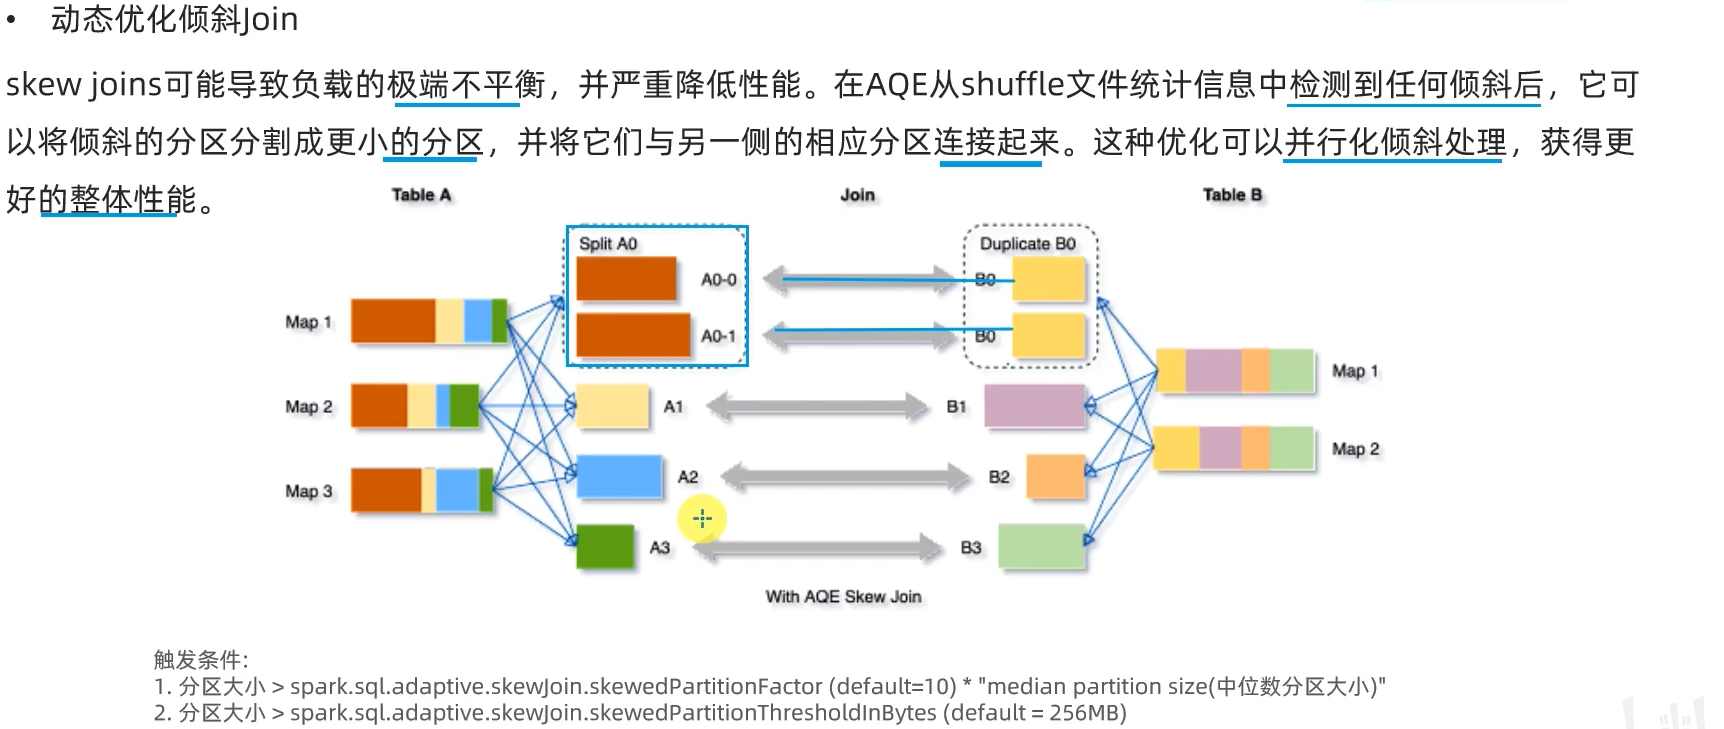 • 动态优化倾斜Join
skew joins可能导致负载的极端不平衡，并严重降低性能。在AQE从shuffle文件统计信息中检测到任何倾斜后，它可
以将倾斜的分区分割成更小的分区，并将它们与另一侧的相应分区连接起来。这种优化可以并行化倾斜处理，获得更
好的整体性能。
Table A
Join
Table B
Split A0
Duplicate B0
A0-0
B0
A0-1
B0
Map 1
Map 2
Map 3
A1
B1
A2
B2
A3
B3
Map 1
Map 2
With AQE Skew Join
触发条件:
1. 分区大小 > spark.sql.adaptive.skewJoin.skewedPartitionFactor (default=10) * "median partition size(中位数分区大小)"
2. 分区大小 > spark.sql.adaptive.skewJoin.skewedPartitionThresholdInBytes (default = 256MB)